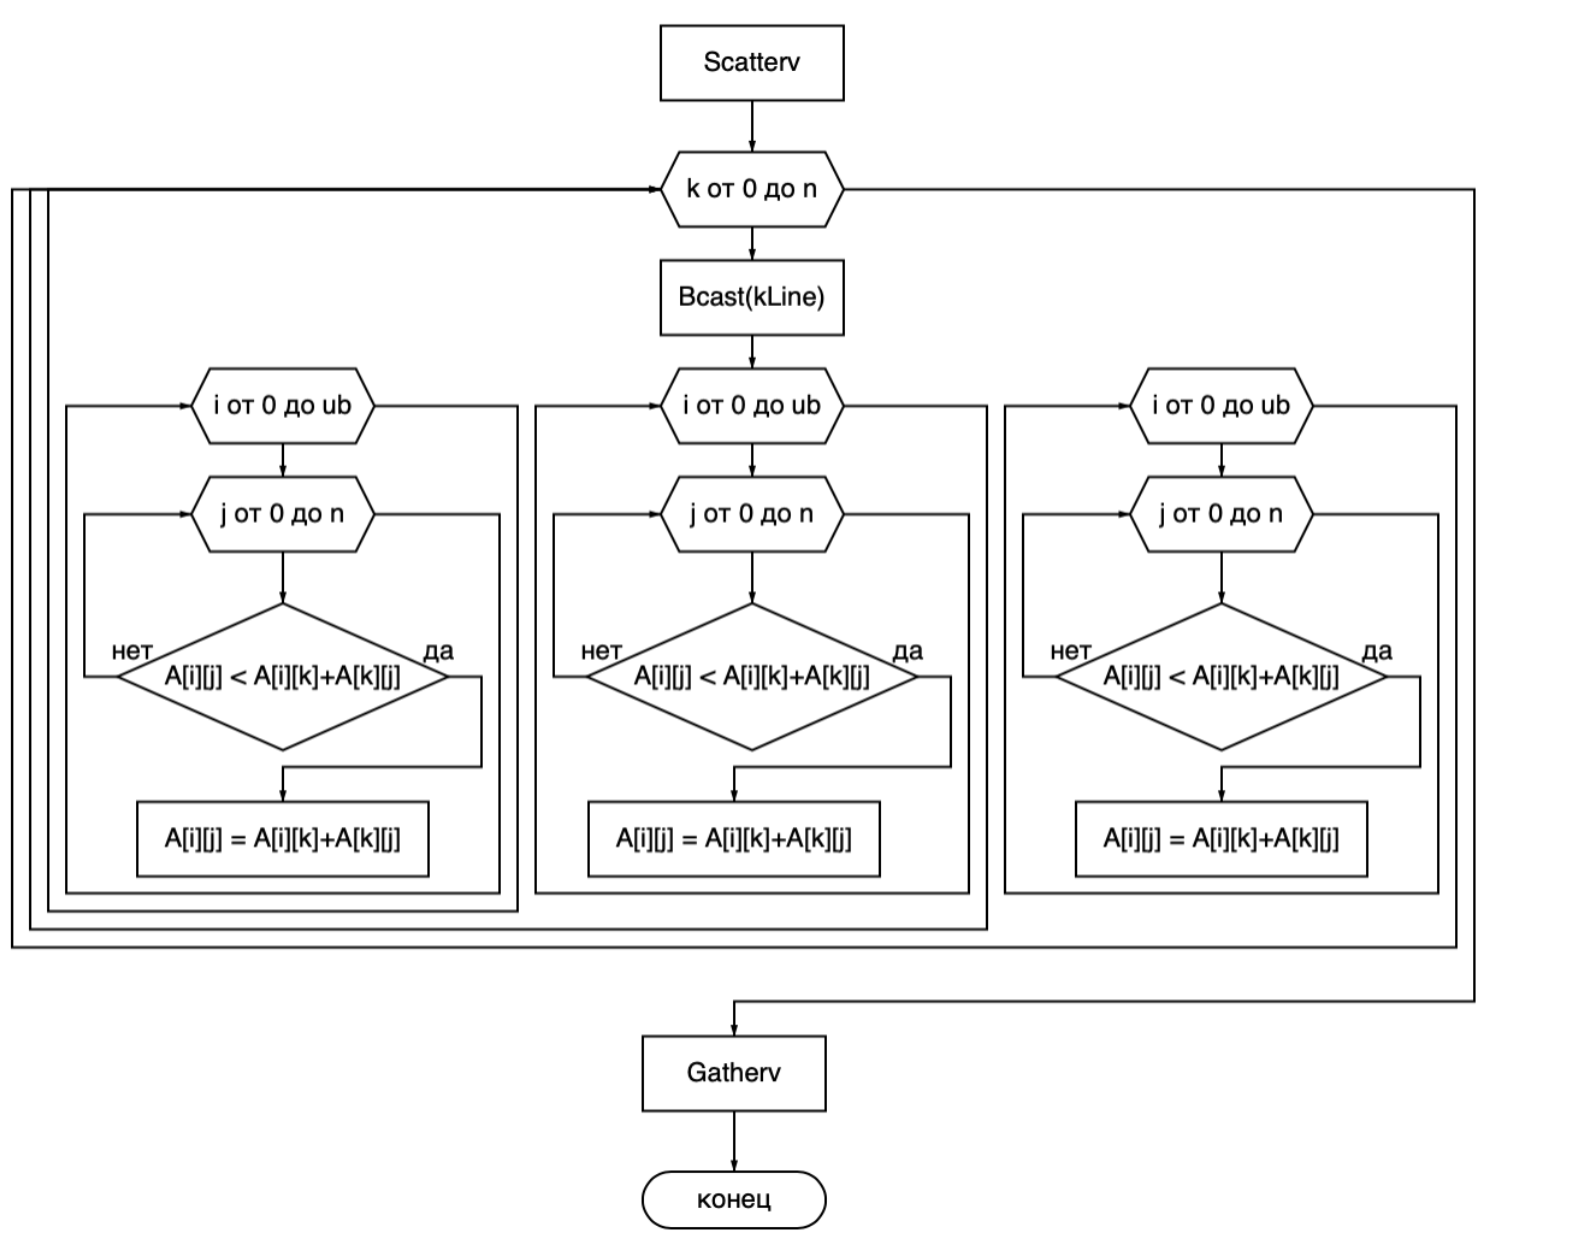 Scatterv
k от 0 до n
Bcast(kLine)
i от 0 до ub
i от 0 до ub
i от 0 до ub
j от 0 до n
j от 0 до n
j от 0 до n
нет
да
нет
да
нет
да
A[i][j] < A[i][k]+A[k][j]
A[i][j] < A[i][k]+A[k][j]
A[i][j] < A[i][k]+A[k][j]
A[i][j] = A[i][k]+A[k][j]
A[i][j] = A[i][k]+A[k][j]
A[i][j] = A[i][k]+A[k][j]
Gatherv
конец